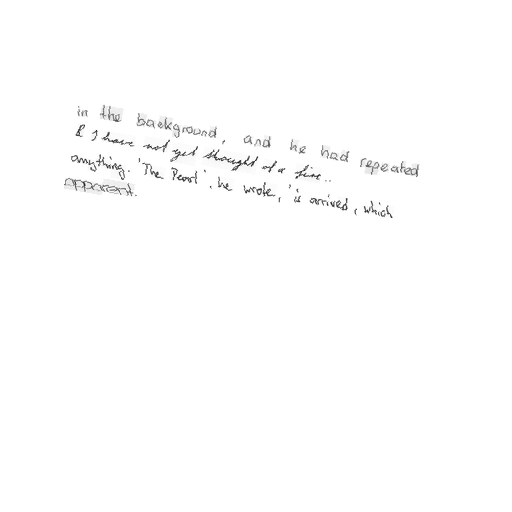 in the background, and he had repeated
& I have not yet thought of a line..
anything. 'The Pearl', he wrote, 'is arrived, which
apparent.